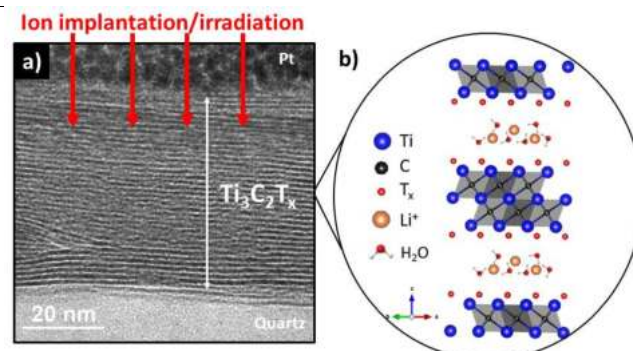 Ion implantation/irradiation
a)
Pt
Ti₃C₂Tₓ
20 nm
Quartz
b)
Ti
C
Tₓ
Li⁺
H₂O